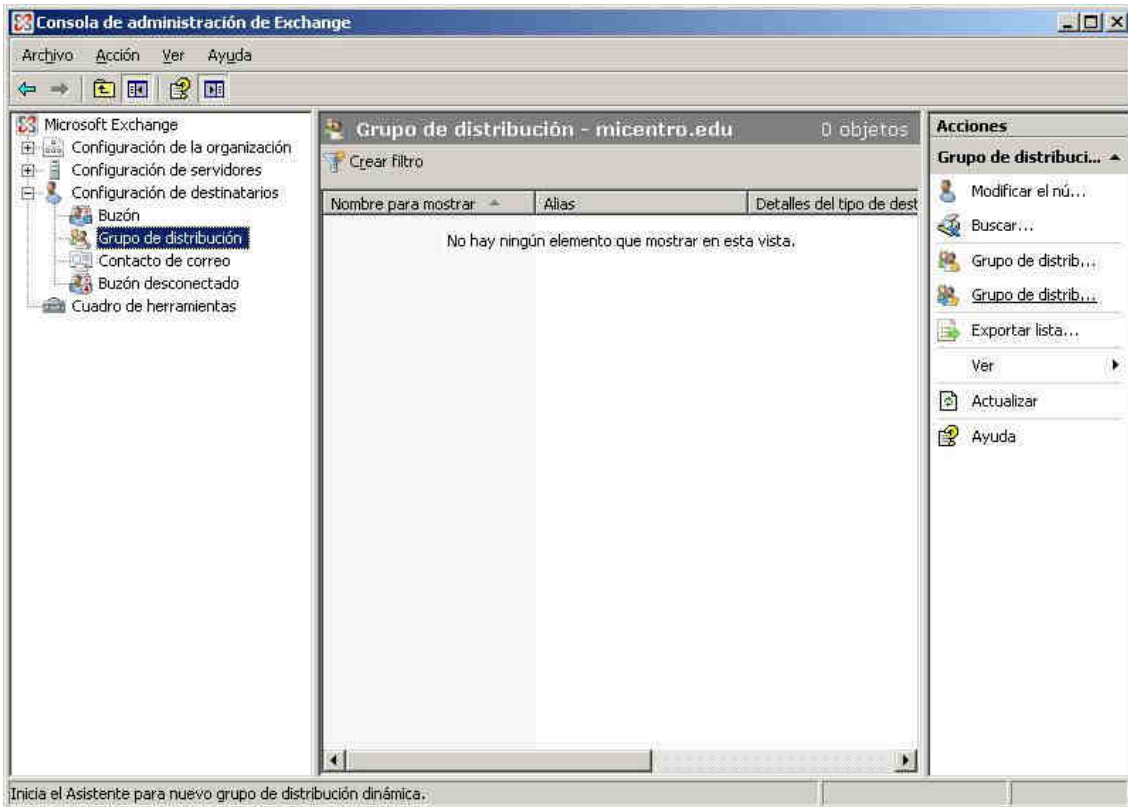 Consola de administración de Exchange
Archivo Acción Ver Ayuda
Microsoft Exchange
Configuración de la organización
Configuración de servidores
Configuración de destinatarios
Buzón
Grupo de distribución
Contacto de correo
Buzón desconectado
Cuadro de herramientas
Grupo de distribución - micentro.edu 0 objetos
Crear filtro
Nombre para mostrar Alias Detalles del tipo de dest
No hay ningún elemento que mostrar en esta vista.
Acciones
Grupo de distribuci...
Modificar el nú...
Buscar...
Grupo de distrib...
Grupo de distrib...
Exportar lista...
Ver
Actualizar
Ayuda
Inicia el Asistente para nuevo grupo de distribución dinámica.